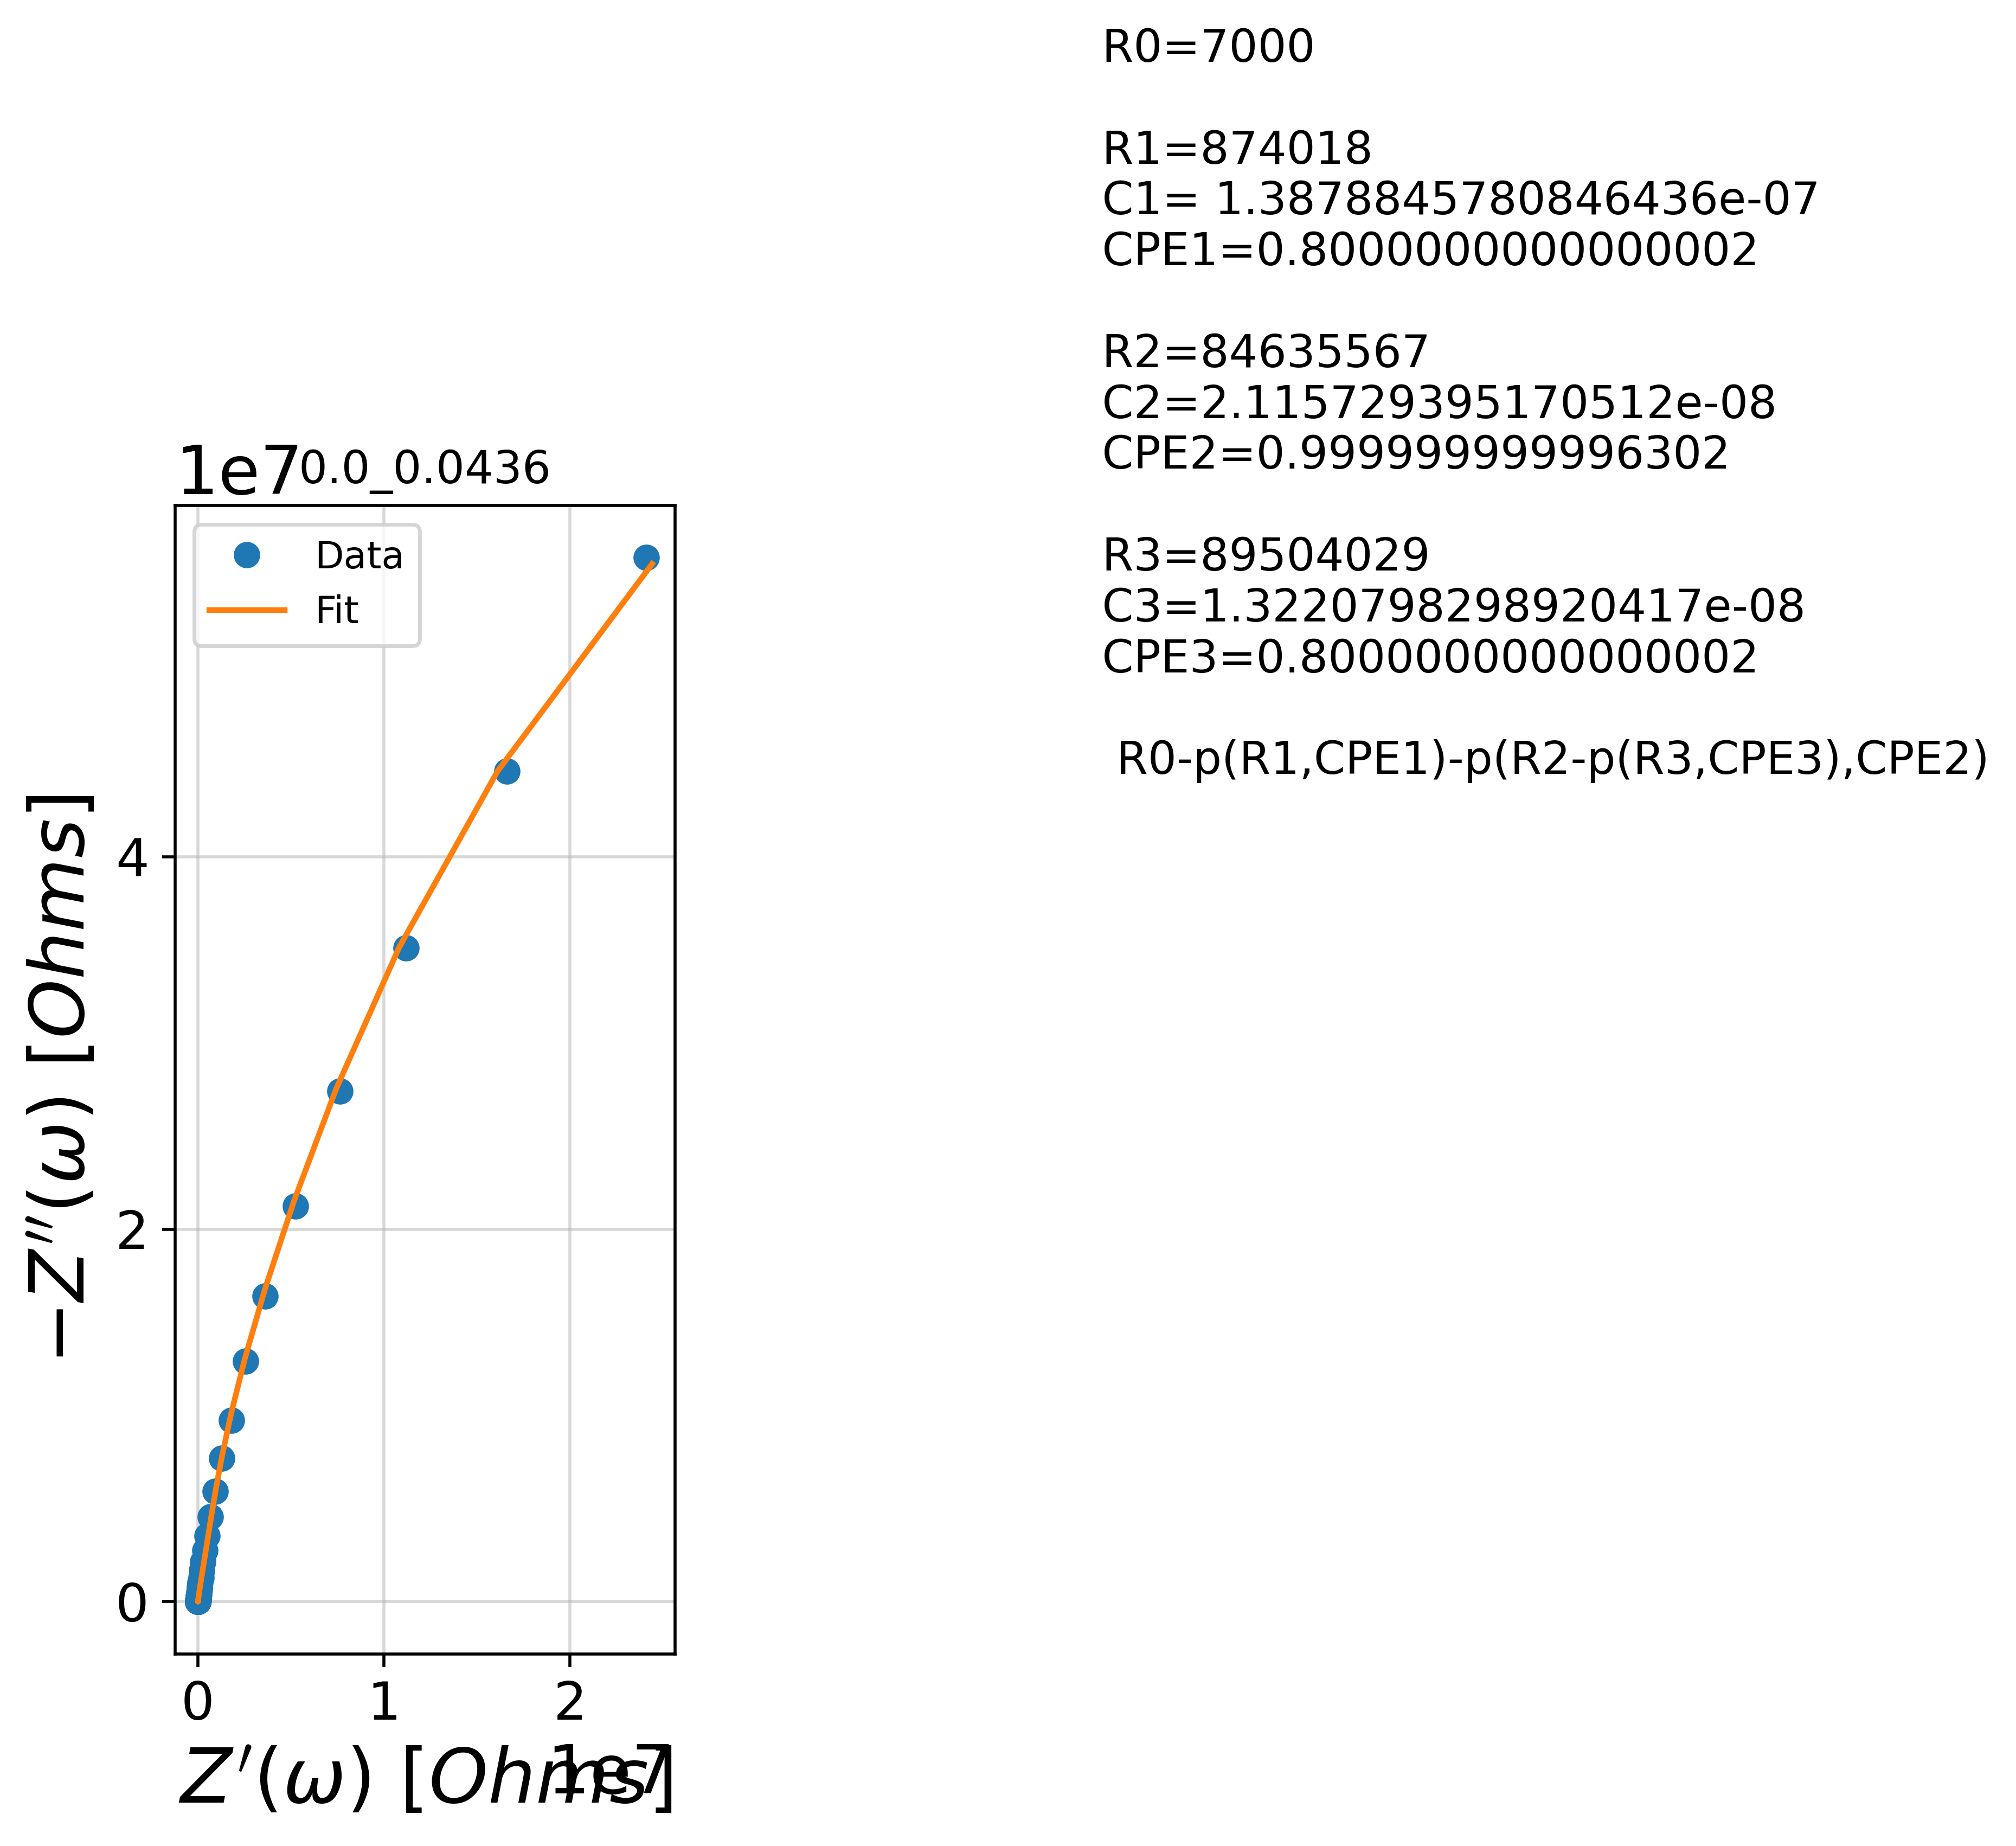 R0=7000
R1=874018
C1= 1.3878845780846436e-07
CPE1=0.8000000000000002
R2=84635567
C2=2.115729395170512e-08
CPE2=0.9999999999996302
R3=89504029
C3=1.3220798298920417e-08
CPE3=0.8000000000000002
R0-p(R1,CPE1)-p(R2-p(R3,CPE3),CPE2)
1e7
0.0_0.0436
Data
Fit
4
2
0
−Z′′(ω) [Ohms]
0 1 2
1e7
Z′(ω) [Ohms]